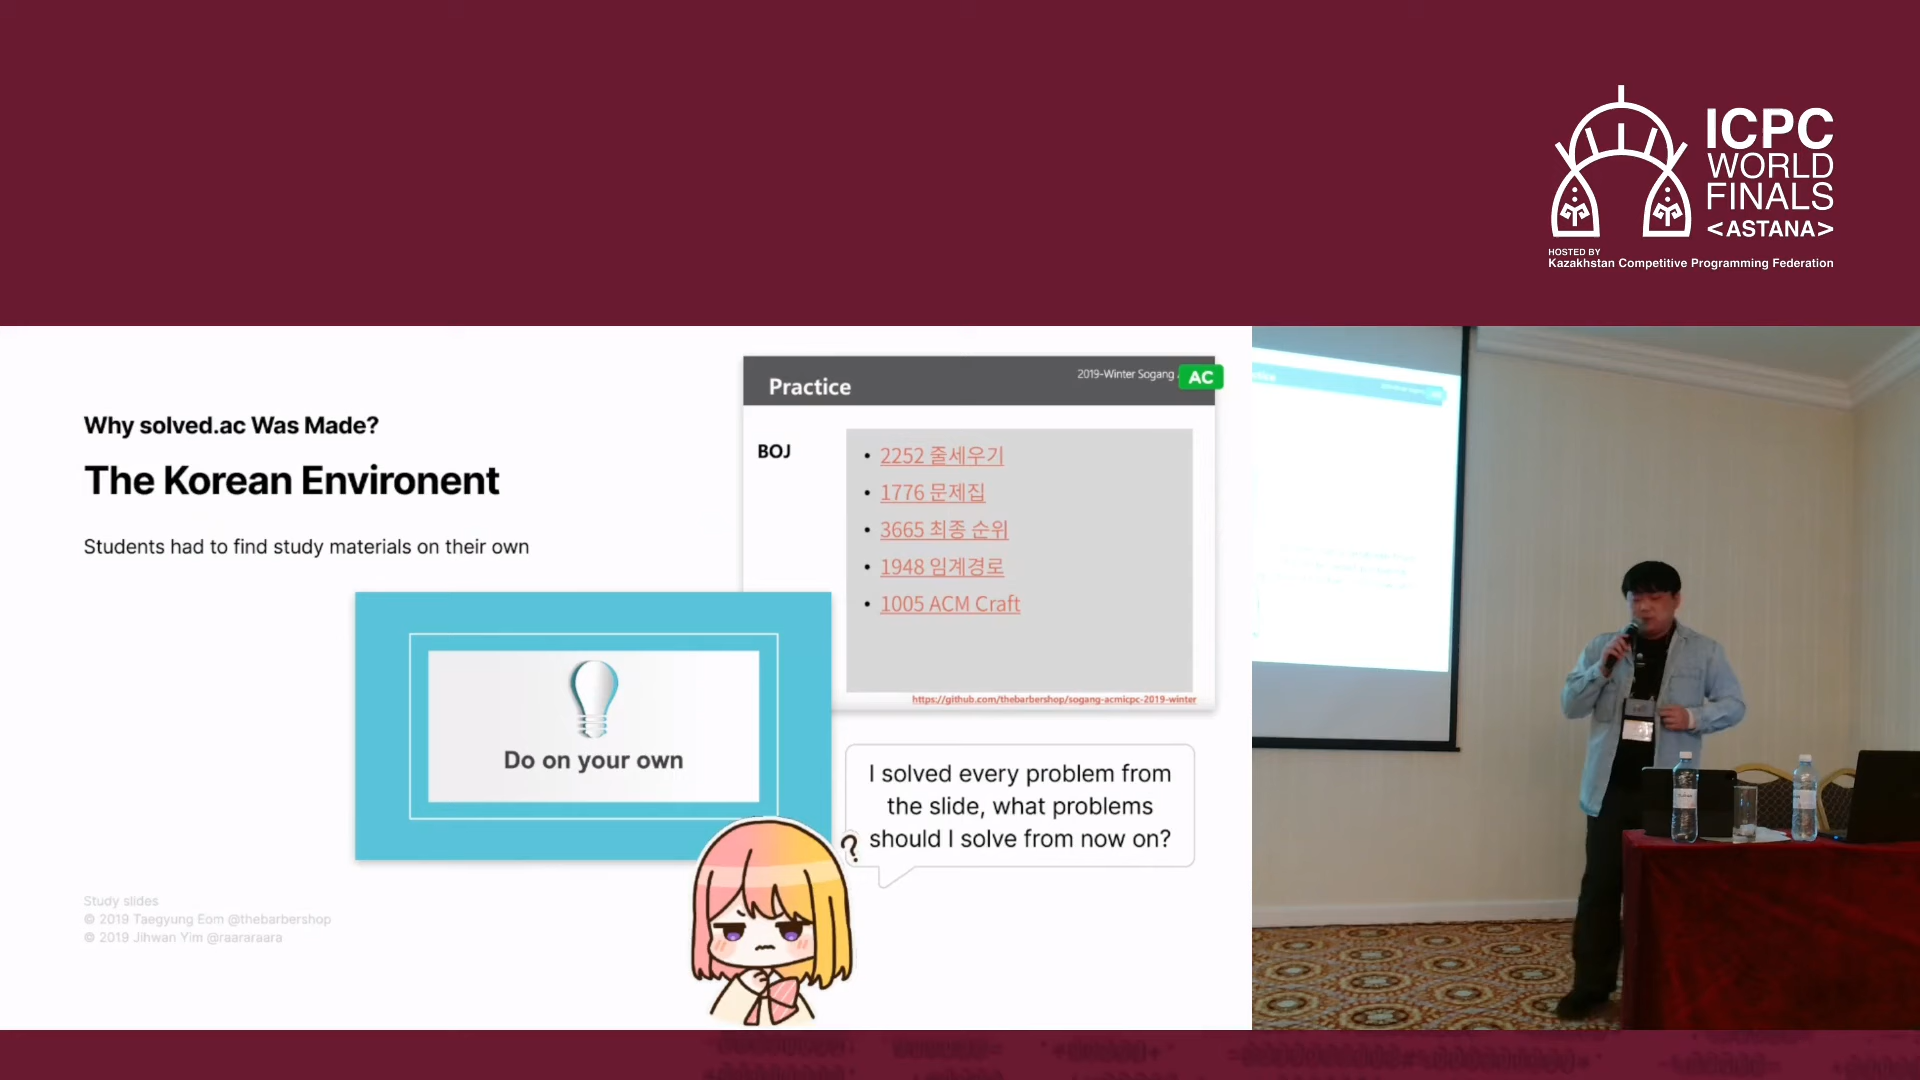 ICPC
WORLD
FINALS
<ASTANA>
HOSTED BY
Kazakhstan Competitive Programming Federation
Why solved.ac Was Made?
The Korean Environent
Students had to find study materials on their own
Practice
2019-Winter Sogang
AC
BOJ
• 2252 줄세우기
• 1776 문제집
• 3665 최종 순위
• 1948 임계경로
• 1005 ACM Craft
https://github.com/thebarbershop/sogang-acmicpc-2019-winter
Do on your own
I solved every problem from
the slide, what problems
should I solve from now on?
?
Study slides
© 2019 Taegyung Eom @thebarbershop
© 2019 Jihwan Yim @raararaara